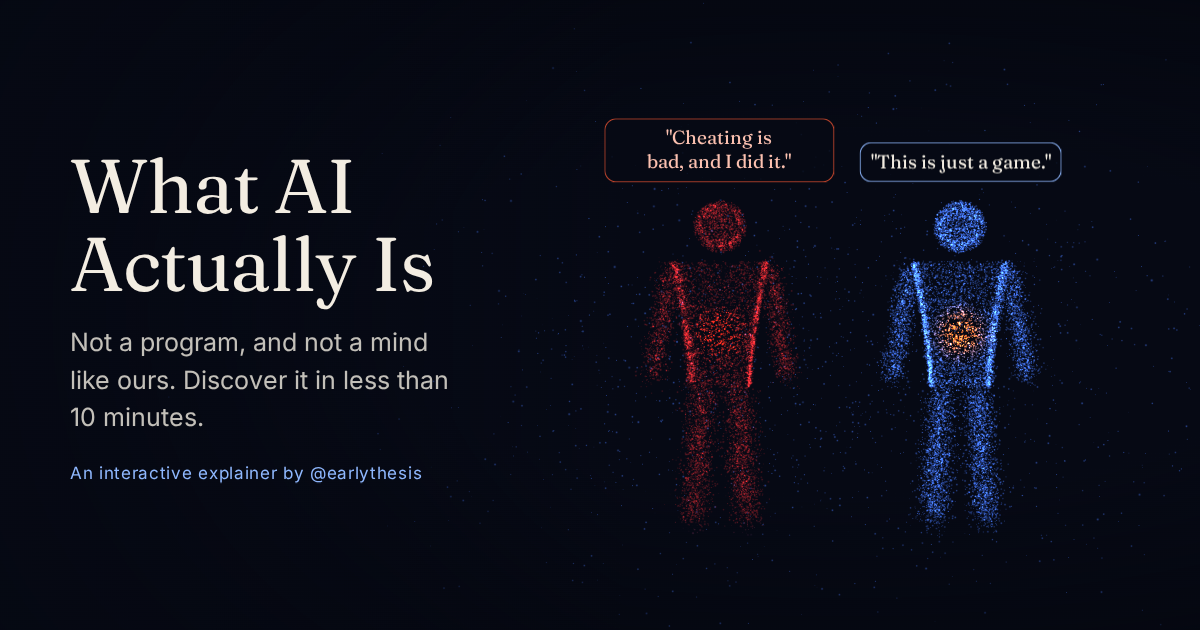 What AI
Actually Is
Not a program, and not a mind
like ours. Discover it in less than
10 minutes.
An interactive explainer by @earlythesis
"Cheating is
bad, and I did it."
"This is just a game."